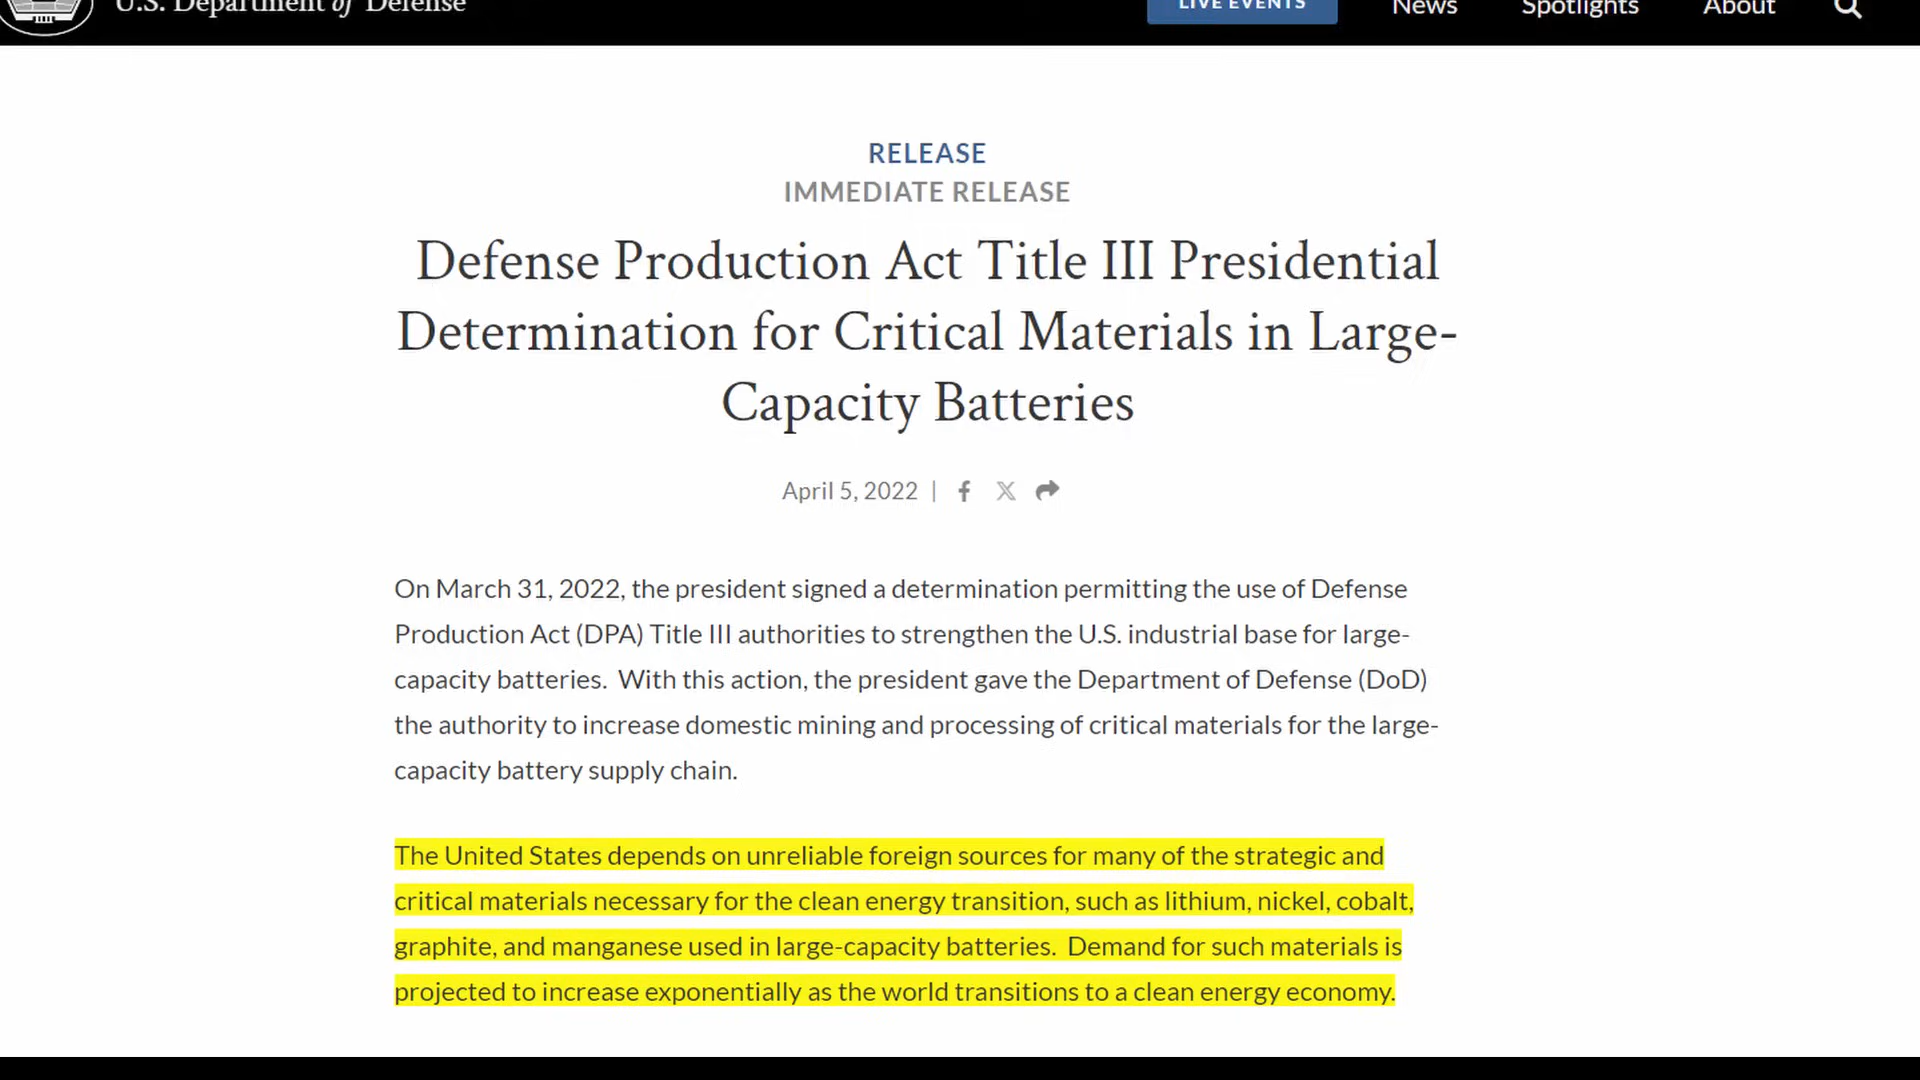 U.S. Department of Defense
LIVE EVENTS
News
Spotlights
About
RELEASE
IMMEDIATE RELEASE
Defense Production Act Title III Presidential
Determination for Critical Materials in Large-
Capacity Batteries
April 5, 2022 |
On March 31, 2022, the president signed a determination permitting the use of Defense
Production Act (DPA) Title III authorities to strengthen the U.S. industrial base for large-
capacity batteries.  With this action, the president gave the Department of Defense (DoD)
the authority to increase domestic mining and processing of critical materials for the large-
capacity battery supply chain.
The United States depends on unreliable foreign sources for many of the strategic and
critical materials necessary for the clean energy transition, such as lithium, nickel, cobalt,
graphite, and manganese used in large-capacity batteries.  Demand for such materials is
projected to increase exponentially as the world transitions to a clean energy economy.